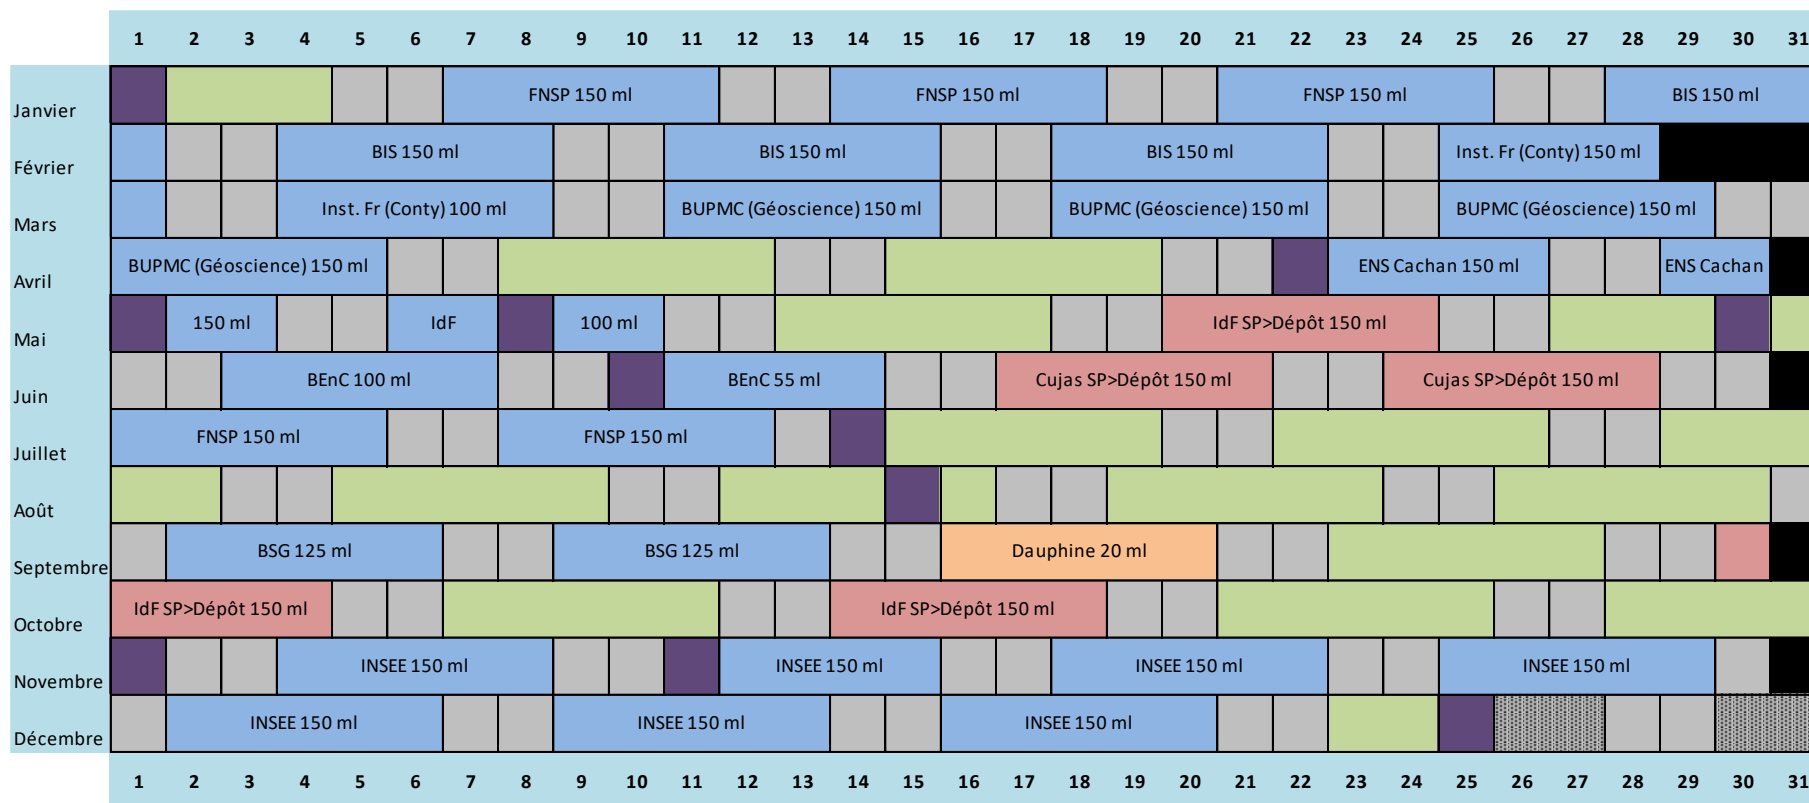 1 2 3 4 5 6 7 8 9 10 11 12 13 14 15 16 17 18 19 20 21 22 23 24 25 26 27 28 29 30 31
Janvier FNSP 150 ml FNSP 150 ml FNSP 150 ml BIS 150 ml
Février BIS 150 ml BIS 150 ml BIS 150 ml Inst. Fr (Conty) 150 ml
Mars Inst. Fr (Conty) 100 ml BUPMC (Géoscience) 150 ml BUPMC (Géoscience) 150 ml BUPMC (Géoscience) 150 ml
Avril BUPMC (Géoscience) 150 ml ENS Cachan 150 ml ENS Cachan
Mai 150 ml IdF 100 ml IdF SP>Dépôt 150 ml
Juin BEnC 100 ml BEnC 55 ml Cujas SP>Dépôt 150 ml Cujas SP>Dépôt 150 ml
Juillet FNSP 150 ml FNSP 150 ml
Août
Septembre BSG 125 ml BSG 125 ml Dauphine 20 ml
Octobre IdF SP>Dépôt 150 ml IdF SP>Dépôt 150 ml
Novembre INSEE 150 ml INSEE 150 ml INSEE 150 ml INSEE 150 ml
Décembre INSEE 150 ml INSEE 150 ml INSEE 150 ml
1 2 3 4 5 6 7 8 9 10 11 12 13 14 15 16 17 18 19 20 21 22 23 24 25 26 27 28 29 30 31